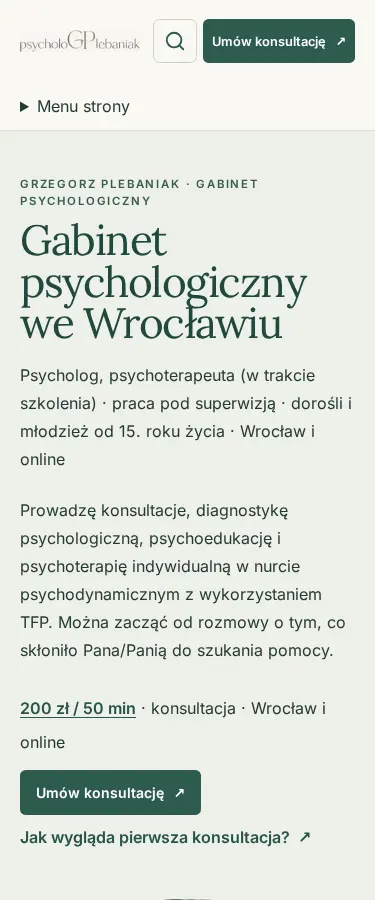 psycholoGPlebaniak
Umów konsultację ↗
▶ Menu strony
GRZEGORZ PLEBANIAK · GABINET
PSYCHOLOGICZNY
Gabinet
psychologiczny
we Wrocławiu
Psycholog, psychoterapeuta (w trakcie
szkolenia) · praca pod superwizją · dorośli i
młodzież od 15. roku życia · Wrocław i
online
Prowadzę konsultacje, diagnostykę
psychologiczną, psychoedukację i
psychoterapię indywidualną w nurcie
psychodynamicznym z wykorzystaniem
TFP. Można zacząć od rozmowy o tym, co
skłoniło Pana/Panią do szukania pomocy.
200 zł / 50 min · konsultacja · Wrocław i
online
Umów konsultację ↗
Jak wygląda pierwsza konsultacja? ↗